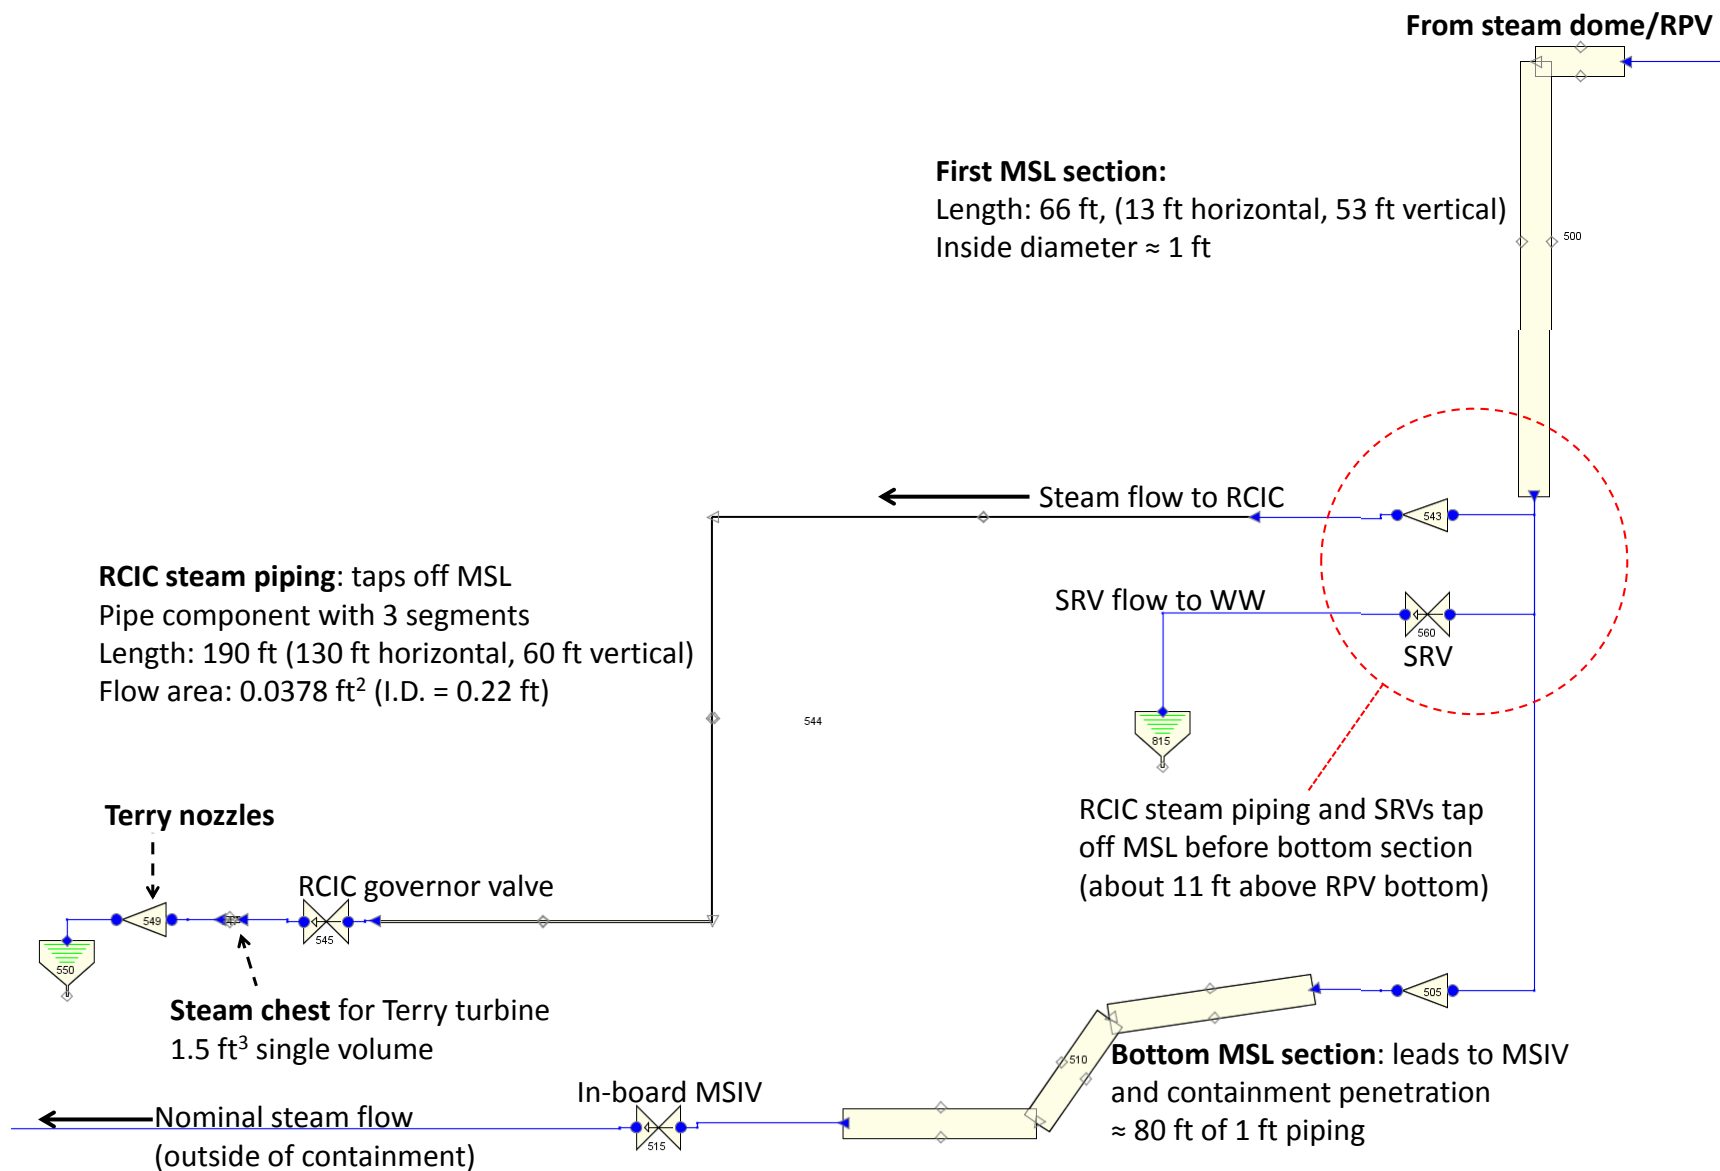 From steam dome/RPV
First MSL section:
Length: 66 ft, (13 ft horizontal, 53 ft vertical)
Inside diameter ≈ 1 ft
500
Steam flow to RCIC
543
RCIC steam piping: taps off MSL
Pipe component with 3 segments
Length: 190 ft (130 ft horizontal, 60 ft vertical)
Flow area: 0.0378 ft² (I.D. = 0.22 ft)
SRV flow to WW
560
SRV
544
815
RCIC steam piping and SRVs tap
off MSL before bottom section
(about 11 ft above RPV bottom)
Terry nozzles
RCIC governor valve
549
545
550
Steam chest for Terry turbine
1.5 ft³ single volume
505
510
Bottom MSL section: leads to MSIV
and containment penetration
≈ 80 ft of 1 ft piping
In-board MSIV
515
Nominal steam flow
(outside of containment)